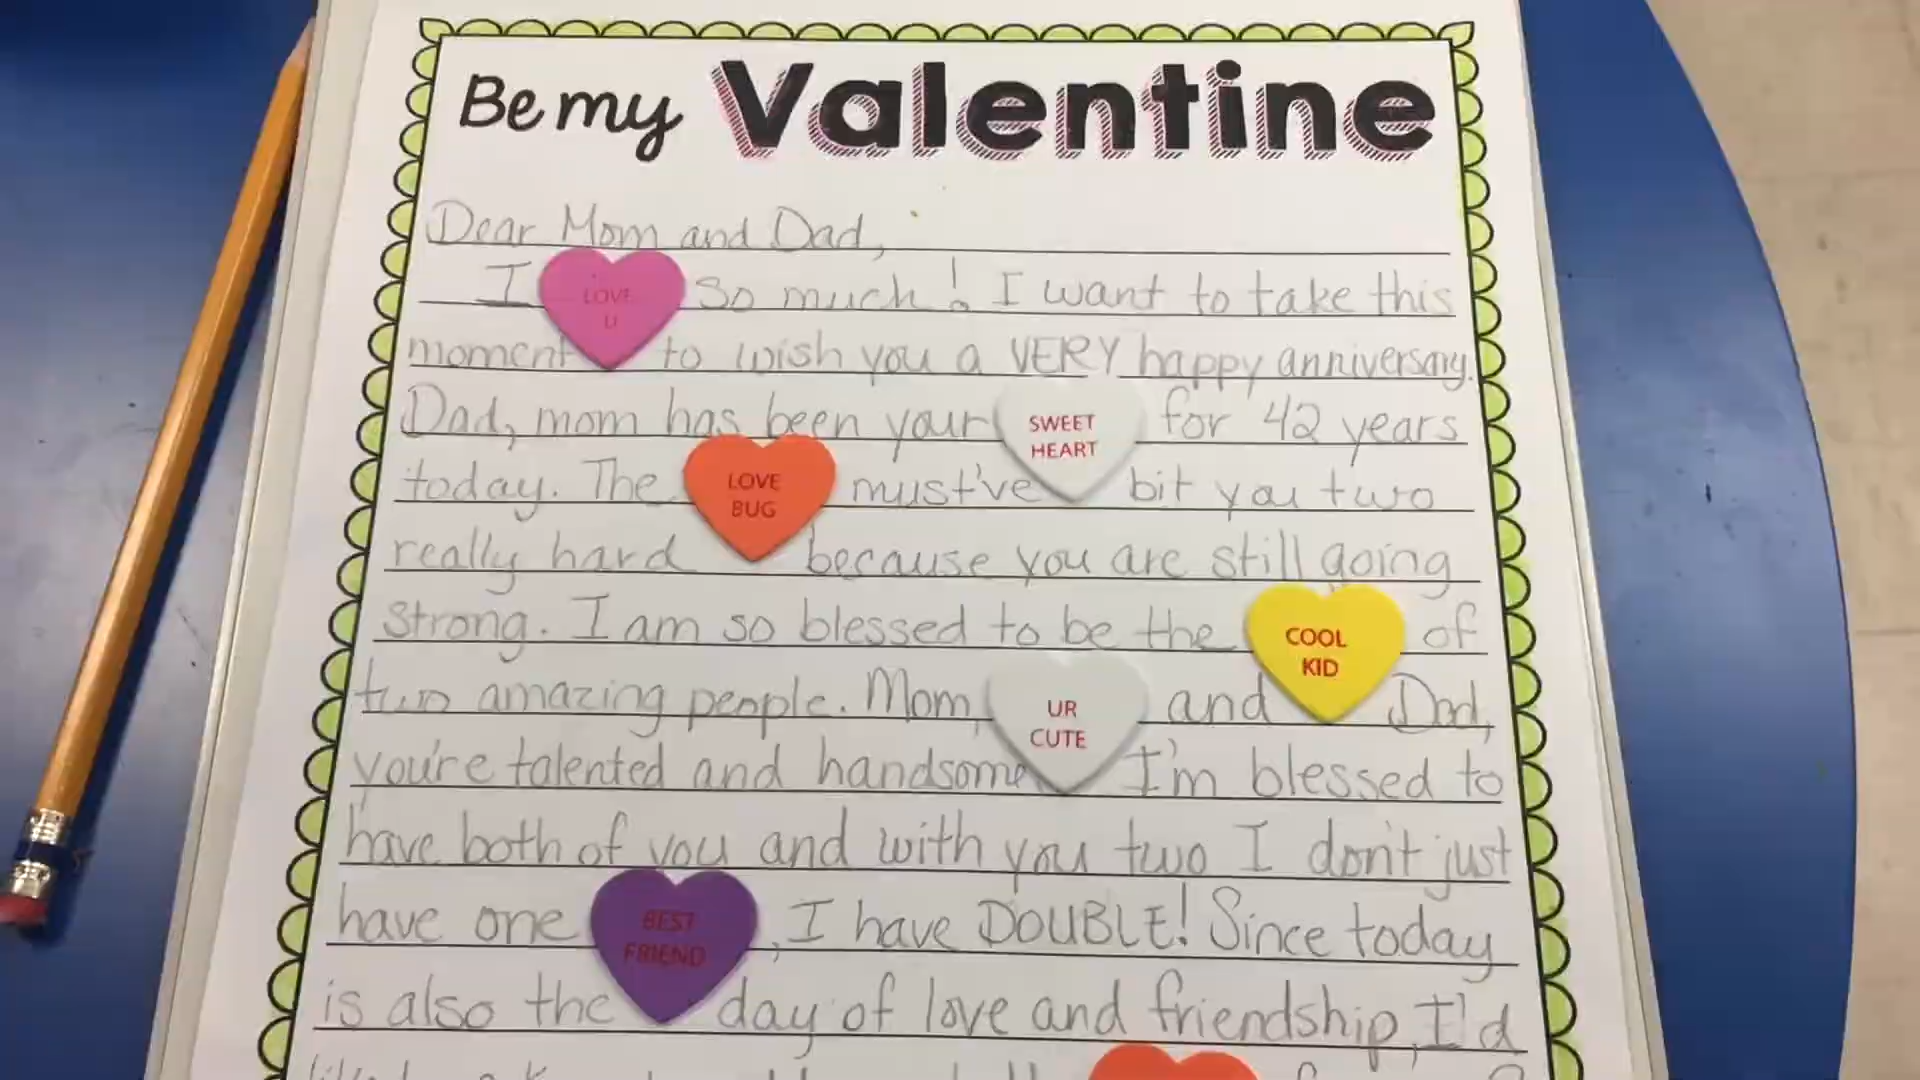 Be my Valentine
Dear Mom and Dad,
I LOVE U so much! I want to take this
moment to wish you a VERY happy anniversary.
Dad, mom has been your SWEET HEART for 42 years
today. The LOVE BUG must've bit you two
really hard because you are still going
strong. I am so blessed to be the COOL KID of
two amazing people. Mom, UR CUTE and Dad,
you're talented and handsome I'm blessed to
have both of you and with you two I don't just
have one BEST FRIEND, I have DOUBLE! Since today
is also the day of love and friendship, I'd